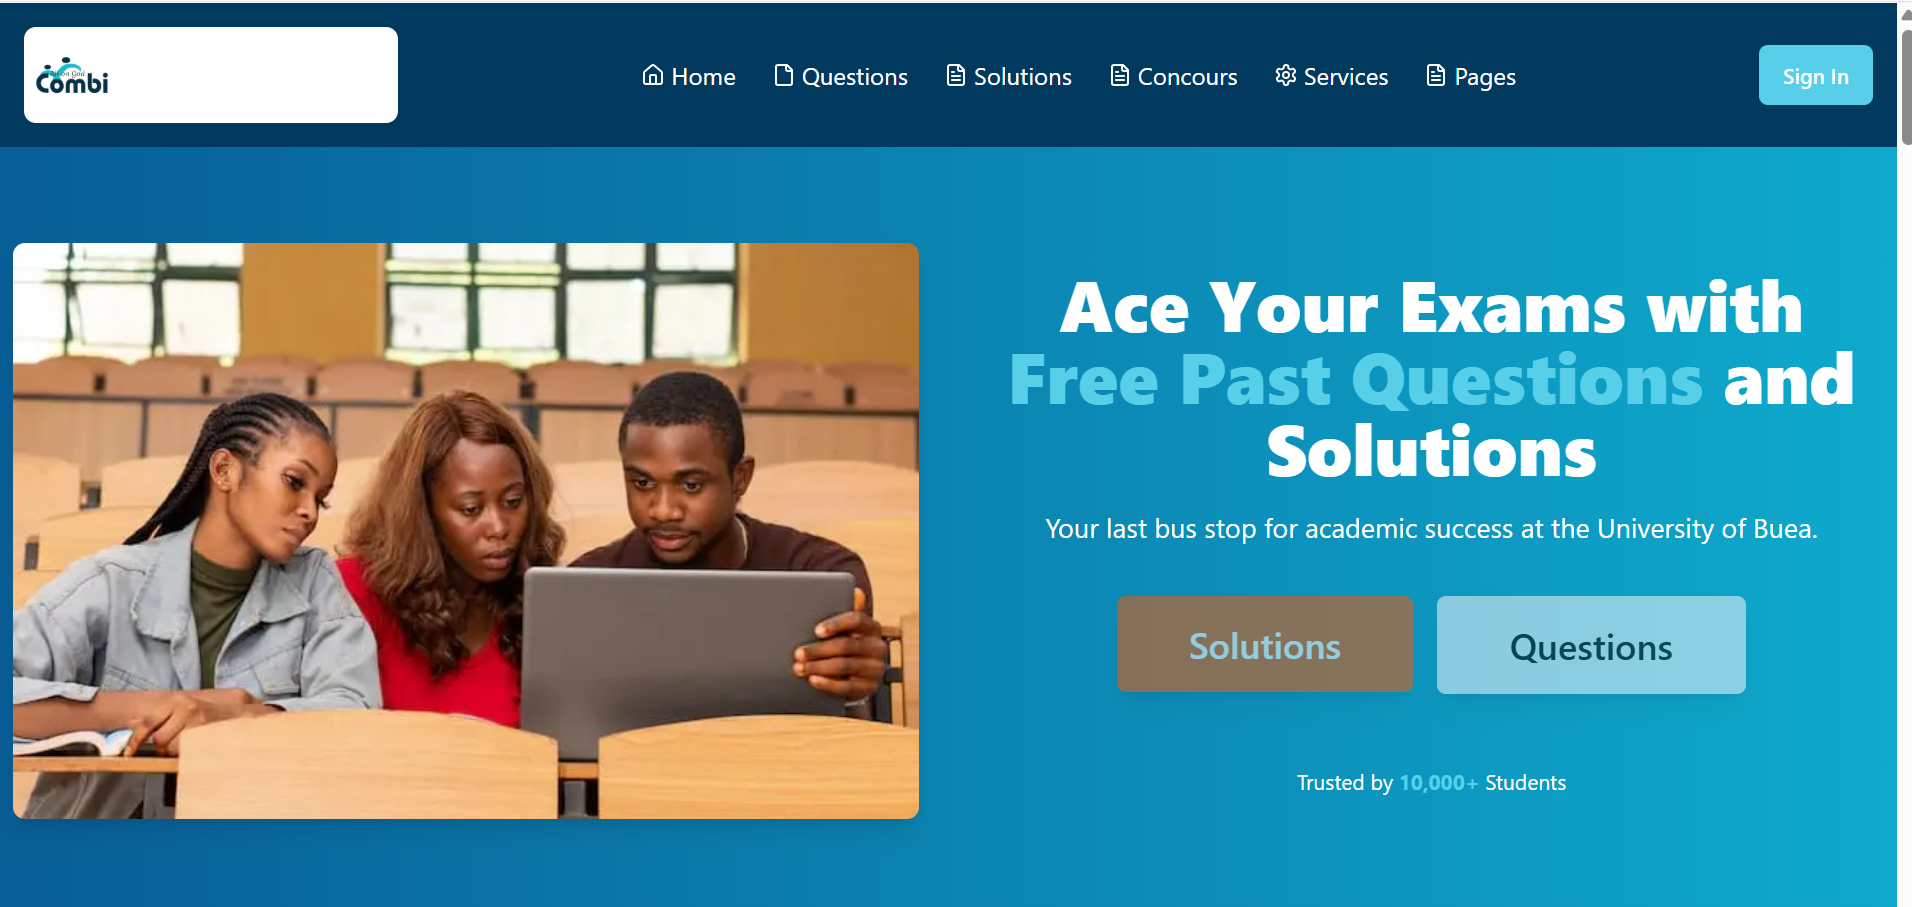 Combi
Home
Questions
Solutions
Concours
Services
Pages
Sign In
Ace Your Exams with
Free Past Questions and
Solutions
Your last bus stop for academic success at the University of Buea.
Solutions
Questions
Trusted by 10,000+ Students